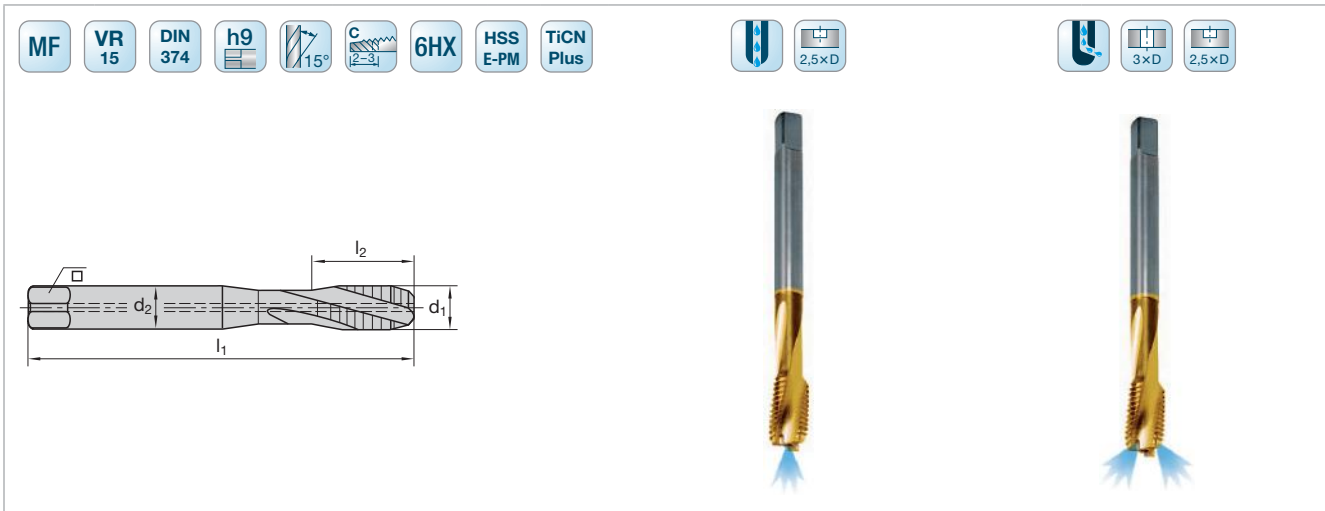 MF
VR
15
DIN
374
h9
15°
C
2–3
6HX
HSS
E-PM
TiCN
Plus
2,5×D
3×D
2,5×D
l2
d2
d1
l1